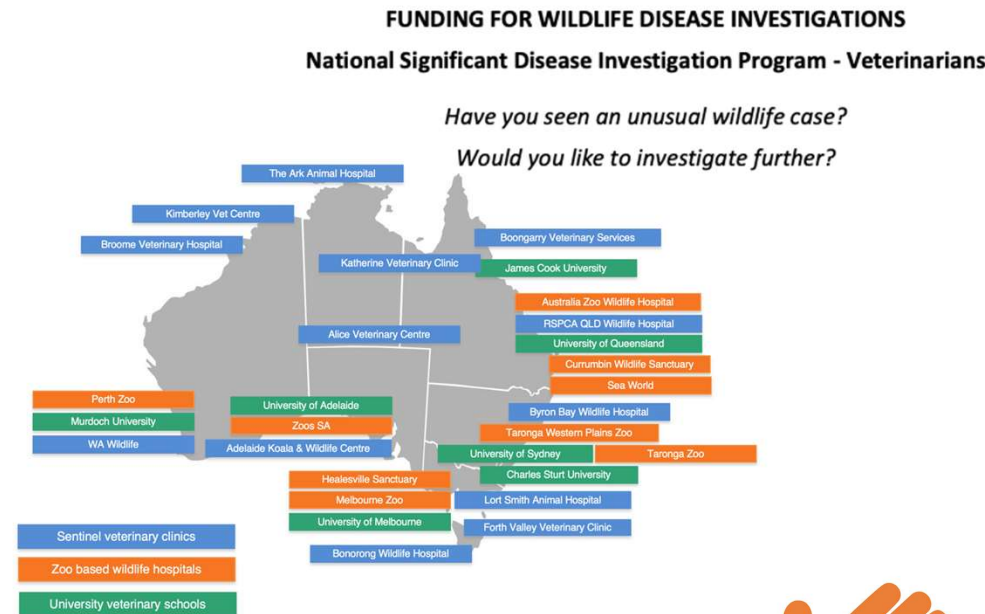 FUNDING FOR WILDLIFE DISEASE INVESTIGATIONS
National Significant Disease Investigation Program - Veterinarians
Have you seen an unusual wildlife case?
Would you like to investigate further?
The Ark Animal Hospital
Kimberley Vet Centre
Broome Veterinary Hospital
Boongarry Veterinary Services
Katherine Veterinary Clinic
James Cook University
Australia Zoo Wildlife Hospital
RSPCA QLD Wildlife Hospital
Alice Veterinary Centre
University of Queensland
Currumbin Wildlife Sanctuary
Sea World
Perth Zoo
University of Adelaide
Byron Bay Wildlife Hospital
Murdoch University
Zoos SA
Taronga Western Plains Zoo
WA Wildlife
Adelaide Koala & Wildlife Centre
University of Sydney
Taronga Zoo
Charles Sturt University
Healesville Sanctuary
Melbourne Zoo
Lort Smith Animal Hospital
University of Melbourne
Forth Valley Veterinary Clinic
Bonorong Wildlife Hospital
Sentinel veterinary clinics
Zoo based wildlife hospitals
University veterinary schools